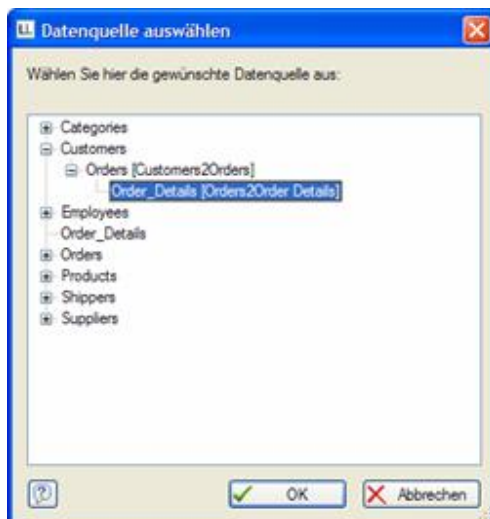 Datenquelle auswählen
Wählen Sie hier die gewünschte Datenquelle aus:
Categories
Customers
Orders [Customers2Orders]
Order_Details [Orders2Order Details]
Employees
Order_Details
Orders
Products
Shippers
Suppliers
OK
Abbrechen